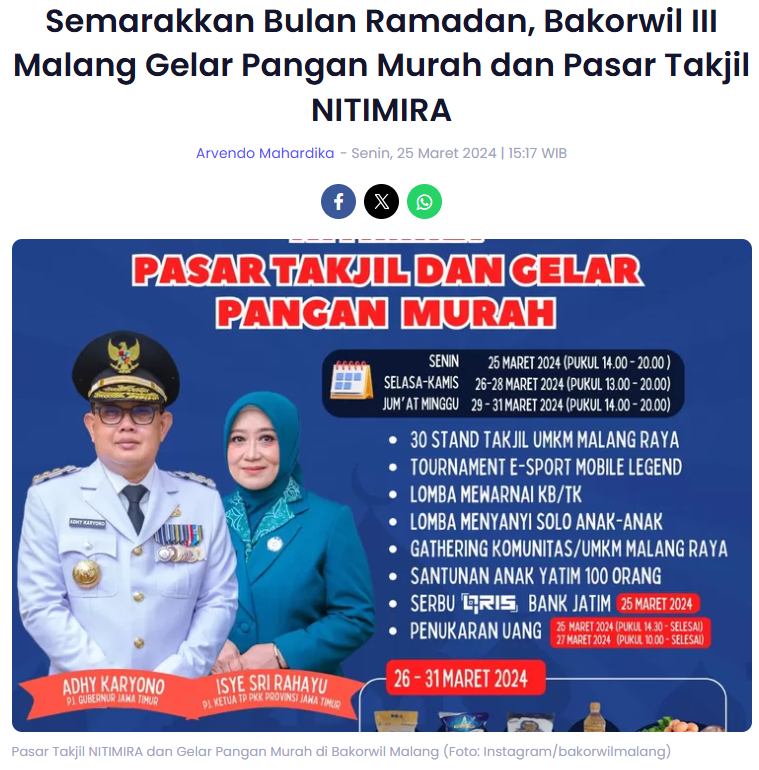 Semarakkan Bulan Ramadan, Bakorwil III
Malang Gelar Pangan Murah dan Pasar Takjil
NITIMIRA
Arvendo Mahardika - Senin, 25 Maret 2024 | 15:17 WIB
PASAR TAKJIL DAN GELAR
PANGAN MURAH
SENIN 25 MARET 2024 (PUKUL 14.00 - 20.00 )
SELASA-KAMIS 26-28 MARET 2024 (PUKUL 13.00 - 20.00)
JUM'AT MINGGU 29 - 31 MARET 2024 (PUKUL 14.00 - 20.00)
• 30 STAND TAKJIL UMKM MALANG RAYA
• TOURNAMENT E-SPORT MOBILE LEGEND
• LOMBA MEWARNAI KB/TK
• LOMBA MENYANYI SOLO ANAK-ANAK
• GATHERING KOMUNITAS/UMKM MALANG RAYA
• SANTUNAN ANAK YATIM 100 ORANG
• SERBU QRIS BANK JATIM 25 MARET 2024
• PENUKARAN UANG 25 MARET 2024 (PUKUL 14.30 - SELESAI)
27 MARET 2024 (PUKUL 10.00 - SELESAI)
ADHY KARYONO
ADHY KARYONO
PJ. GUBERNUR JAWA TIMUR
ISYE SRI RAHAYU
PJ. KETUA TP PKK PROVINSI JAWA TIMUR
26 - 31 MARET 2024
Pasar Takjil NITIMIRA dan Gelar Pangan Murah di Bakorwil Malang (Foto: Instagram/bakorwilmalang)